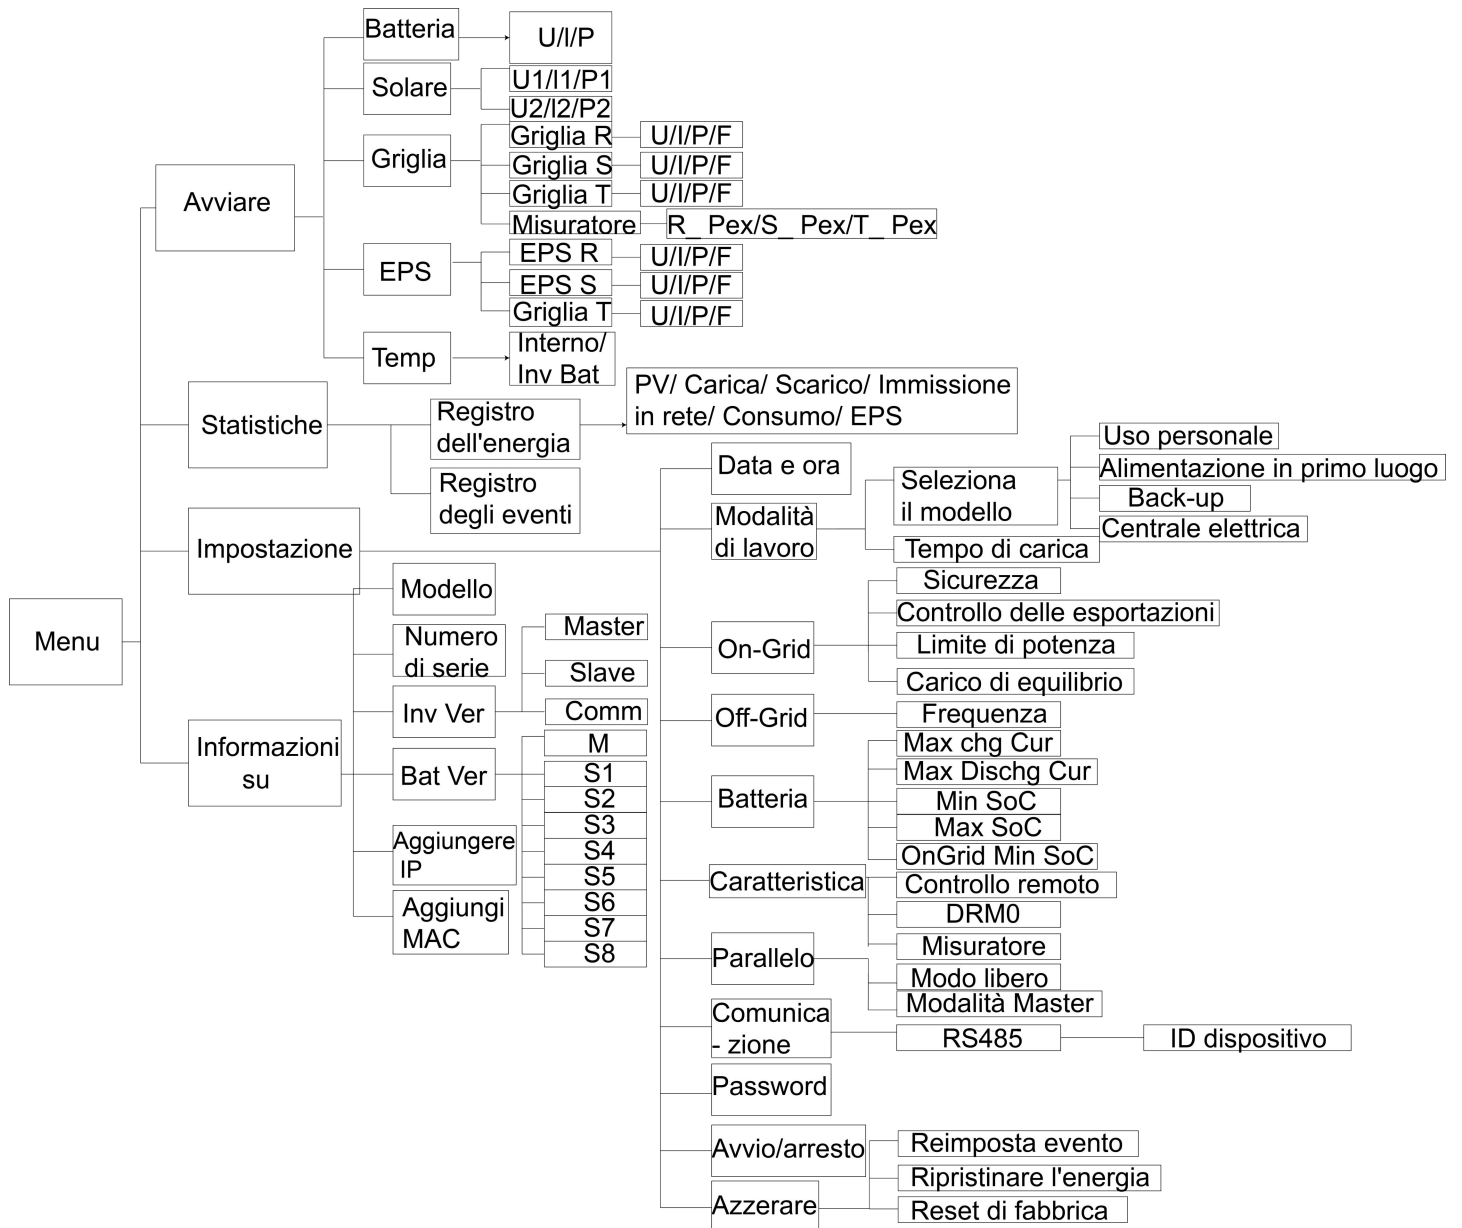 Menu
Avviare
Batteria
U/I/P
Solare
U1/I1/P1
U2/I2/P2
Griglia
Griglia R
U/I/P/F
Griglia S
U/I/P/F
Griglia T
U/I/P/F
Misuratore
R_ Pex/S_ Pex/T_ Pex
EPS
EPS R
U/I/P/F
EPS S
U/I/P/F
Griglia T
U/I/P/F
Temp
Interno/
Inv Bat
Statistiche
Registro
dell'energia
PV/ Carica/ Scarico/ Immissione
in rete/ Consumo/ EPS
Registro
degli eventi
Impostazione
Data e ora
Modalità
di lavoro
Seleziona
il modello
Uso personale
Alimentazione in primo luogo
Back-up
Centrale elettrica
Tempo di carica
On-Grid
Sicurezza
Controllo delle esportazioni
Limite di potenza
Carico di equilibrio
Off-Grid
Frequenza
Batteria
Max chg Cur
Max Dischg Cur
Min SoC
Max SoC
OnGrid Min SoC
Caratteristica
Controllo remoto
DRM0
Misuratore
Parallelo
Modo libero
Modalità Master
Comunica
- zione
RS485
ID dispositivo
Password
Avvio/arresto
Azzerare
Reimposta evento
Ripristinare l'energia
Reset di fabbrica
Informazioni
su
Modello
Numero
di serie
Inv Ver
Master
Slave
Comm
Bat Ver
M
S1
S2
S3
S4
S5
S6
S7
S8
Aggiungere
IP
Aggiungi
MAC